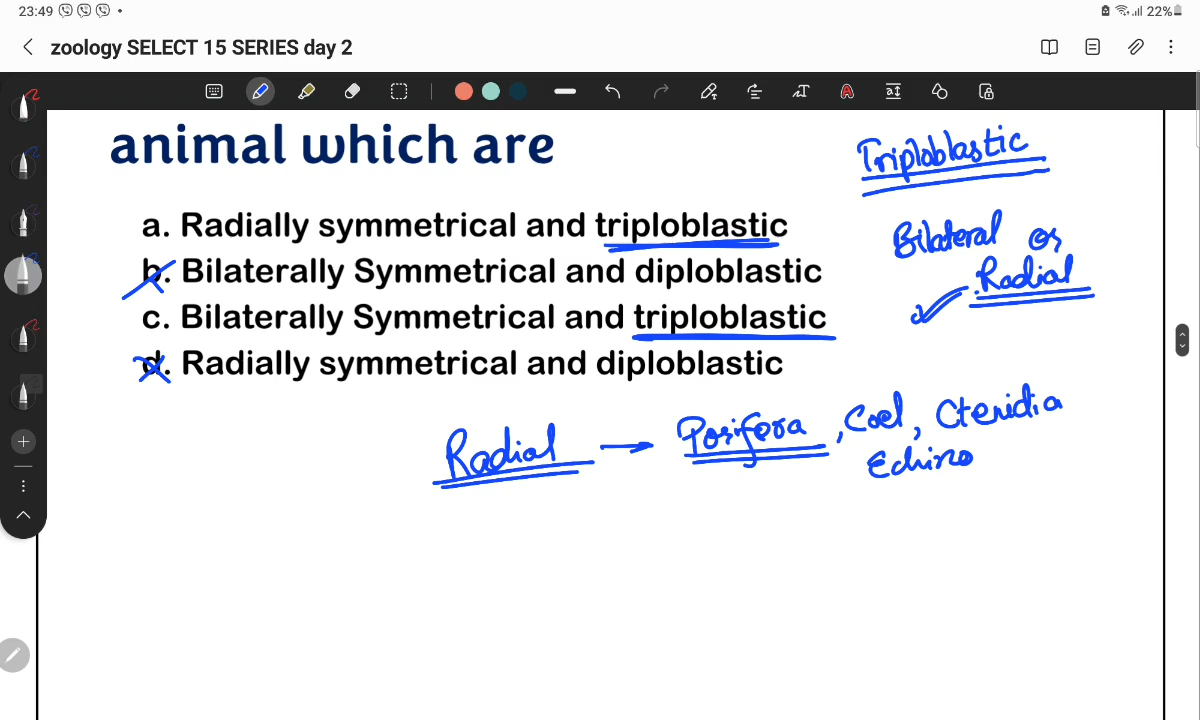 23:49
22%
zoology SELECT 15 SERIES day 2
animal which are
Triploblastic
a. Radially symmetrical and triploblastic
Bilateral or
b. Bilaterally Symmetrical and diploblastic
Radial
c. Bilaterally Symmetrical and triploblastic
d. Radially symmetrical and diploblastic
Radial → Porifera, Coel, Ctenidia
Echino